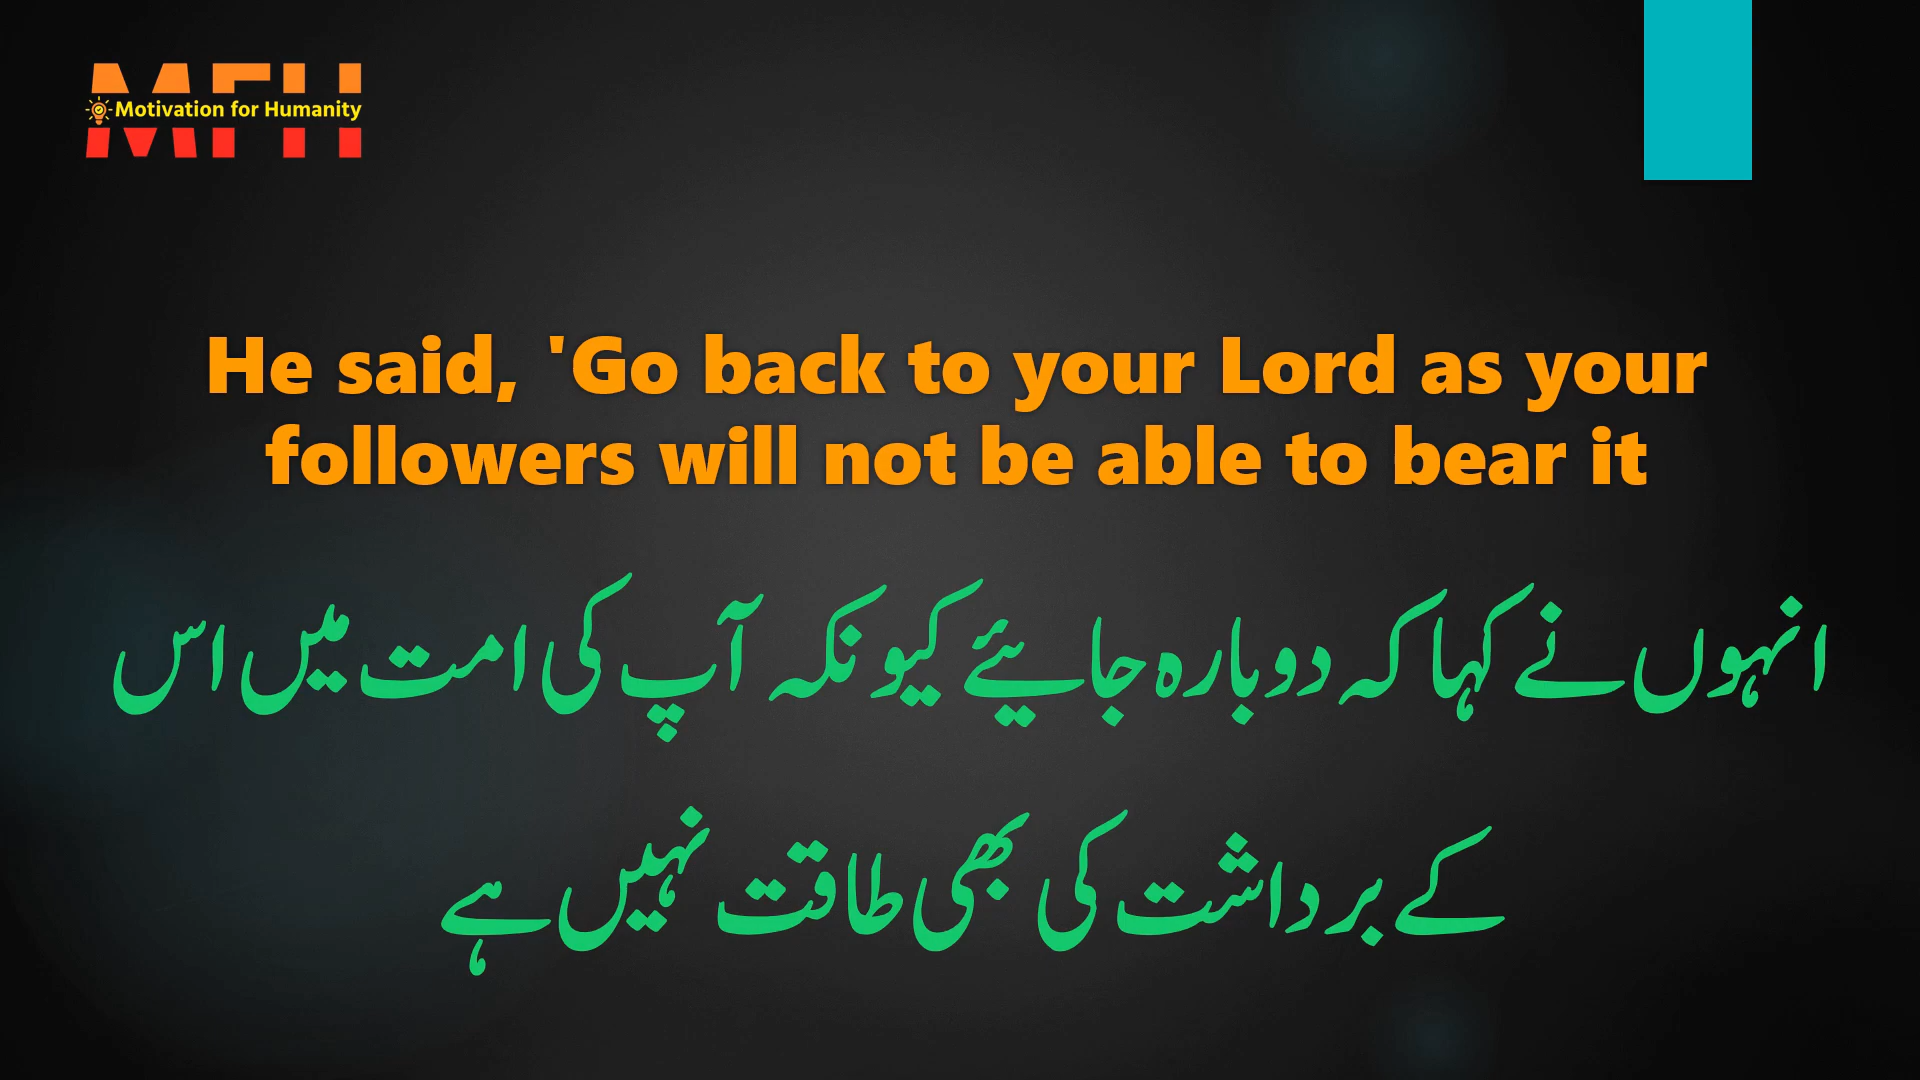 MFH
Motivation for Humanity
He said, 'Go back to your Lord as your
followers will not be able to bear it
انہوں نے کہا کہ دوبارہ جایئے کیونکہ آپ کی امت میں اس
کے برداشت کی بھی طاقت نہیں ہے